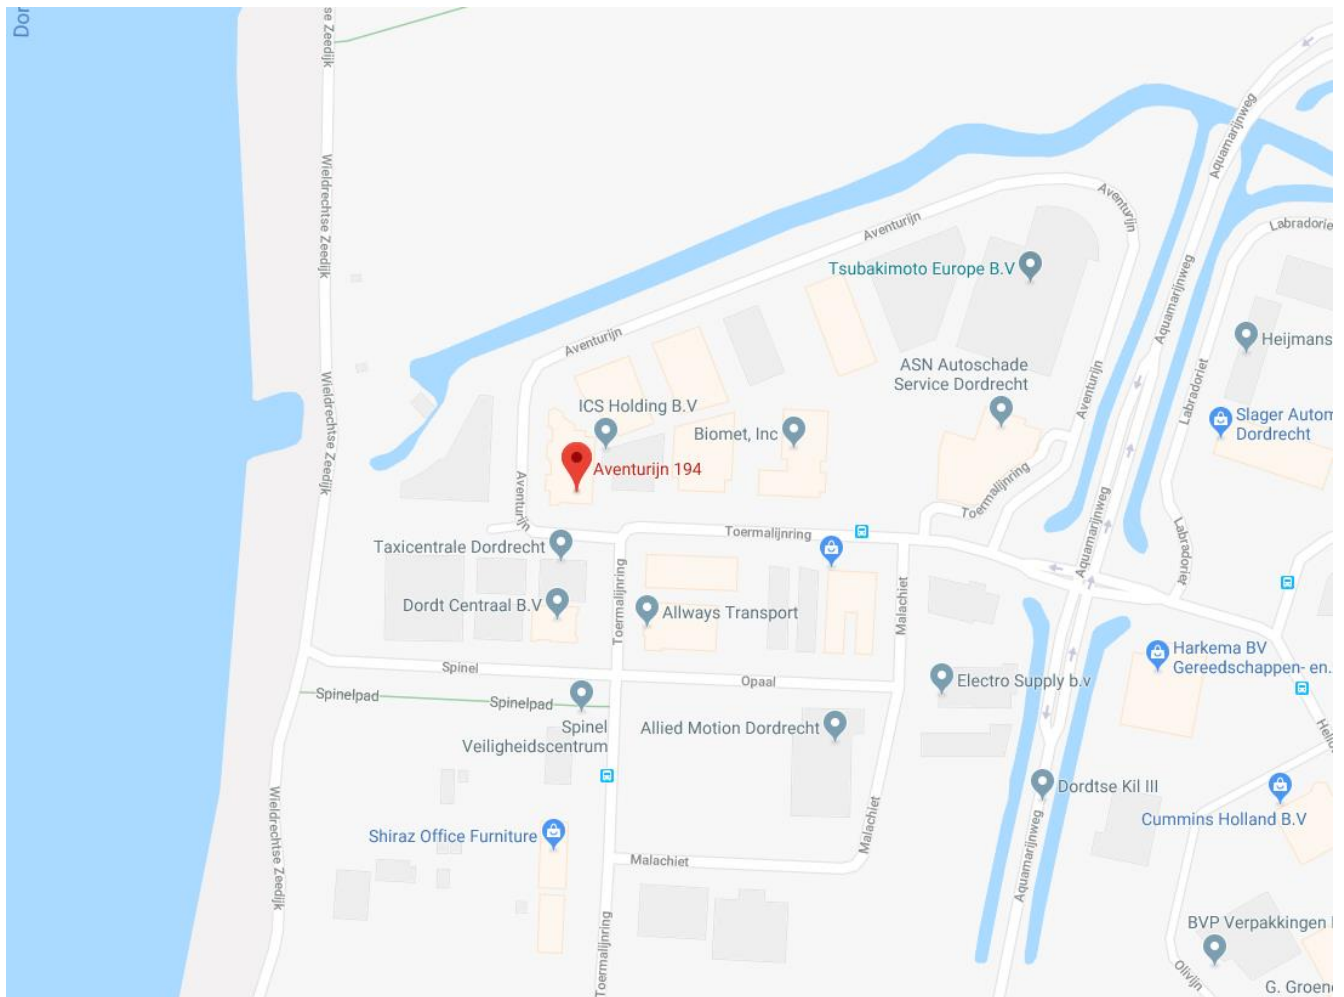 Dor
se Zeedijk
Aquamarijnweg
Wieldrechtse Zeedijk
Aventurijn
Aventurijn
Labradorie
Aquamarijnweg
Tsubakimoto Europe B.V
Aventurijn
Heijmans
ASN Autoschade
Service Dordrecht
Aventurijn
Labradoriet
ICS Holding B.V
Slager Autom
Dordrecht
Wieldrechtse Zeedijk
Biomet, Inc
Aventurijn 194
Aventurijn
Toermalijnring
Aquamarijnweg
Toermalijnring
Labradoriet
Taxicentrale Dordrecht
Dordt Centraal B.V
Toermalijnring
Allways Transport
Malachiet
Harkema BV
Gereedschappen- en.
Spinel
Opaal
Electro Supply b.v
Spinelpad
Spinelpad
Spinel
Veiligheidscentrum
Allied Motion Dordrecht
Dordtse Kil III
Cummins Holland B.V
Wieldrechtse Zeedijk
Shiraz Office Furniture
Malachiet
Malachiet
Aquamarijnweg
Toermalijnring
BVP Verpakkingen
Olivijn
G. Groen